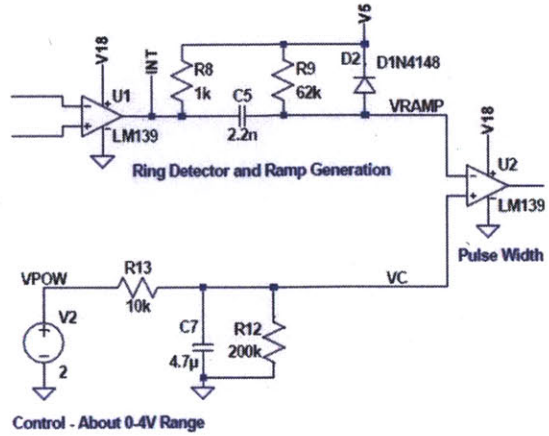 V5
V18
INT
R8
1k
C5
2.2n
R9
62k
D2
D1N4148
U1
LM139
VRAMP
V18
Ring Detector and Ramp Generation
U2
LM139
Pulse Width
VPOW
R13
10k
VC
V2
2
C7
4.7µ
R12
200k
Control - About 0-4V Range